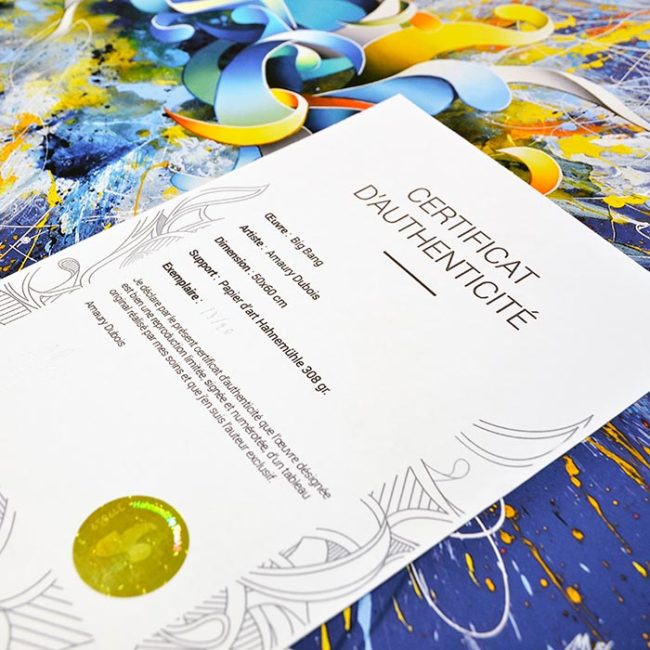 CERTIFICAT
D'AUTHENTICITÉ
Œuvre : Big Bang
Artiste : Amaury Dubois
Dimension : 50x60 cm
Support : Papier d'art Hahnemühle 308 gr.
Exemplaire :
Je déclare par le présent certificat d'authenticité que l'œuvre désignée
est bien une reproduction limitée, signée et numérotée, d'un tableau
original réalisé par mes soins et que j'en suis l'auteur exclusif.
Amaury Dubois